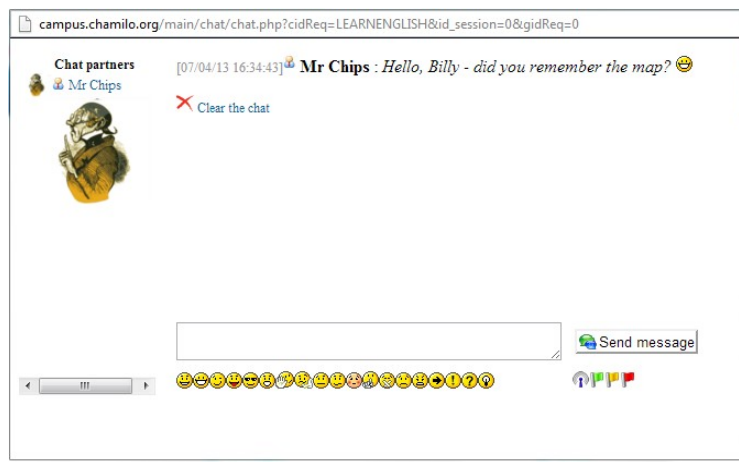 campus.chamilo.org/main/chat/chat.php?cidReq=LEARNENGLISH&id_session=0&gidReq=0
Chat partners
Mr Chips
[07/04/13 16:34:43] Mr Chips : Hello, Billy - did you remember the map?
Clear the chat
Send message